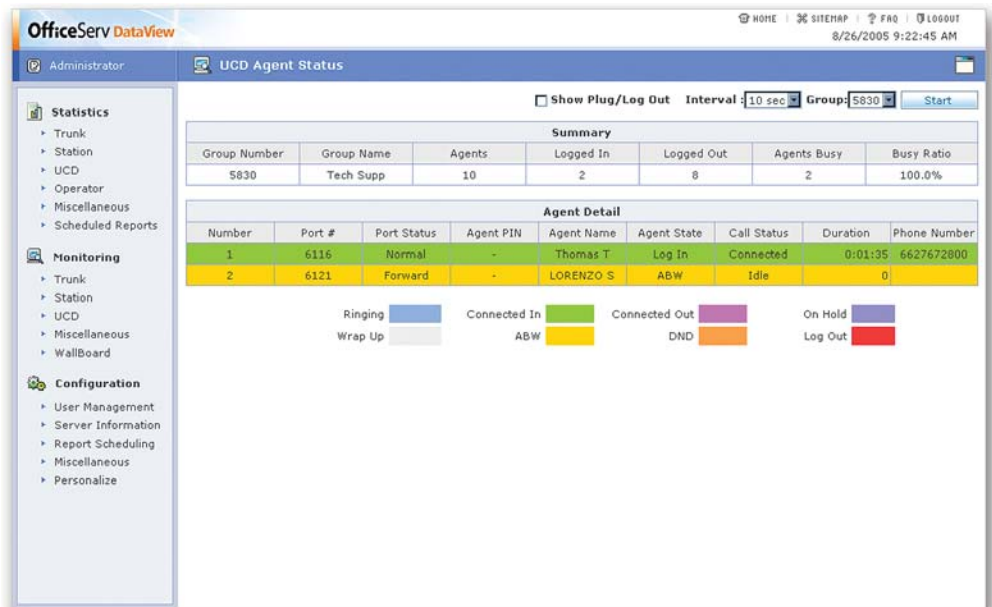 OfficeServ DataView
HOME | SITEMAP | FAQ | LOGOUT
8/26/2005 9:22:45 AM
Administrator
UCD Agent Status
Statistics
Trunk
Station
UCD
Operator
Miscellaneous
Scheduled Reports
Monitoring
Trunk
Station
UCD
Miscellaneous
WallBoard
Configuration
User Management
Server Information
Report Scheduling
Miscellaneous
Personalize
Show Plug/Log Out Interval : 10 sec Group: 5830 Start
Summary
Group Number Group Name Agents Logged In Logged Out Agents Busy Busy Ratio
5830 Tech Supp 10 2 8 2 100.0%
Agent Detail
Number Port # Port Status Agent PIN Agent Name Agent State Call Status Duration Phone Number
1 6116 Normal - Thomas T Log In Connected 0:01:35 6627672800
2 6121 Forward - LORENZO S ABW Idle 0
Ringing Connected In Connected Out On Hold
Wrap Up ABW DND Log Out